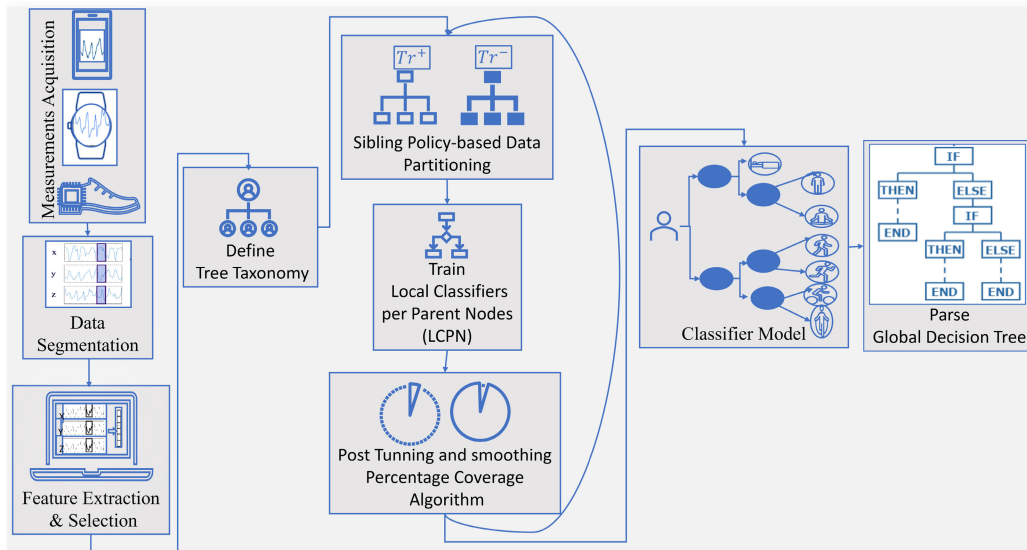 Measurements Acquisition
x
y
z
Data
Segmentation
X
Y
Z
Feature Extraction
& Selection
Define
Tree Taxonomy
Tr⁺
Tr⁻
Sibling Policy-based Data
Partitioning
Train
Local Classifiers
per Parent Nodes
(LCPN)
Post Tunning and smoothing
Percentage Coverage
Algorithm
Classifier Model
IF
THEN
ELSE
IF
END
THEN
ELSE
END
END
Parse
Global Decision Tree